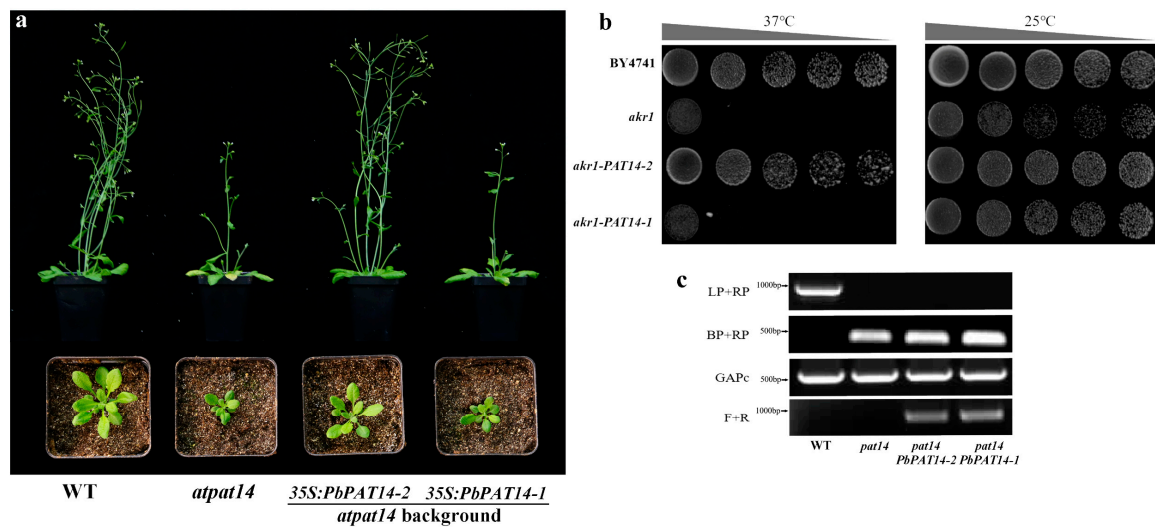 a
WT
atpat14
35S:PbPAT14-2
35S:PbPAT14-1
atpat14 background
b
37°C
25°C
BY4741
akr1
akr1-PAT14-2
akr1-PAT14-1
c
LP+RP
1000bp
BP+RP
500bp
GAPc
500bp
F+R
1000bp
WT
pat14
pat14
PbPAT14-2
pat14
PbPAT14-1